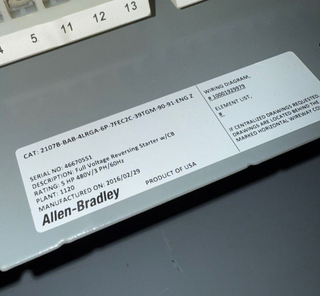 4 5 11 12 13
CAT: 2107B-BAB-4LRGA-6P-7FEC2C-39TGM-90-91-ENG Z
SERIAL NO: 46670551
DESCRIPTION: Full Voltage Reversing Starter w/CB
RATING: 5 HP 480V/3 PH/60Hz
PLANT: 1120
MANUFACTURED ON: 2016/02/29
PRODUCT OF USA
Allen-Bradley
WIRING DIAGRAM,
# 10001929979
ELEMENT LIST,
#
IF CENTRALIZED DRAWINGS REQUESTED,
DRAWINGS ARE LOCATED BEHIND THE
MARKED HORIZONTAL WIREWAY CO